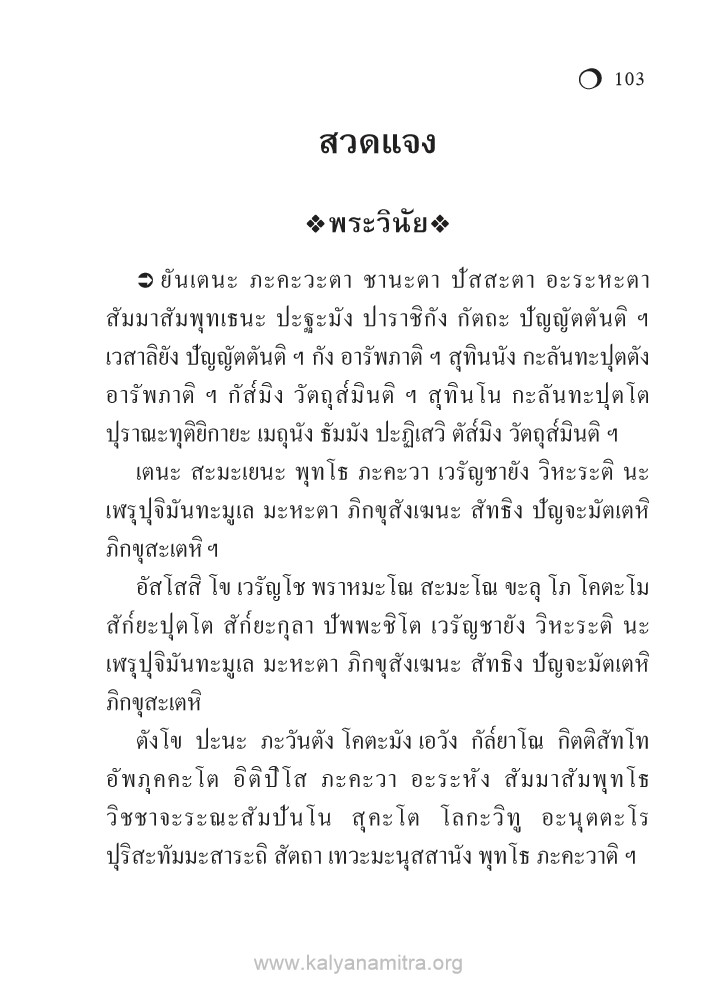 103
สวดแจง
❖พระวินัย❖
➲ ยันเตนะ ภะคะวะตา ชานะตา ปัสสะตา อะระหะตา
สัมมาสัมพุทเธนะ ปะฐะมัง ปาราชิกัง กัตถะ ปัญญัตตันติ ฯ
เวสาลิยัง ปัญญัตตันติ ฯ กัง อารัพภาติ ฯ สุทินนัง กะลันทะปุตตัง
อารัพภาติ ฯ กัส์มิง วัตถุส์มินติ ฯ สุทินโน กะลันทะปุตโต
ปุราณะทุติยิกายะ เมถุนัง ธัมมัง ปะฏิเสวิ ตัส์มิง วัตถุส์มินติ ฯ
เตนะ สะมะเยนะ พุทโธ ภะคะวา เวรัญชายัง วิหะระติ นะ
เฬรุปุจิมันทะมูเล มะหะตา ภิกขุสังเฆนะ สัทธิง ปัญจะมัตเตหิ
ภิกขุสะเตหิ ฯ
อัสโสสิ โข เวรัญโช พราหมะโณ สะมะโณ ขะลุ โภ โคตะโม
สัก์ยะปุตโต สัก์ยะกุลา ปัพพะชิโต เวรัญชายัง วิหะระติ นะ
เฬรุปุจิมันทะมูเล มะหะตา ภิกขุสังเฆนะ สัทธิง ปัญจะมัตเตหิ
ภิกขุสะเตหิ
ตังโข ปะนะ ภะวันตัง โคตะมัง เอวัง กัล์ยาโณ กิตติสัทโท
อัพภุคคะโต อิติปิโส ภะคะวา อะระหัง สัมมาสัมพุทโธ
วิชชาจะระณะสัมปันโน สุคะโต โลกะวิทู อะนุตตะโร
ปุริสะทัมมะสาระถิ สัตถา เทวะมะนุสสานัง พุทโธ ภะคะวาติ ฯ
www.kalyanamitra.org